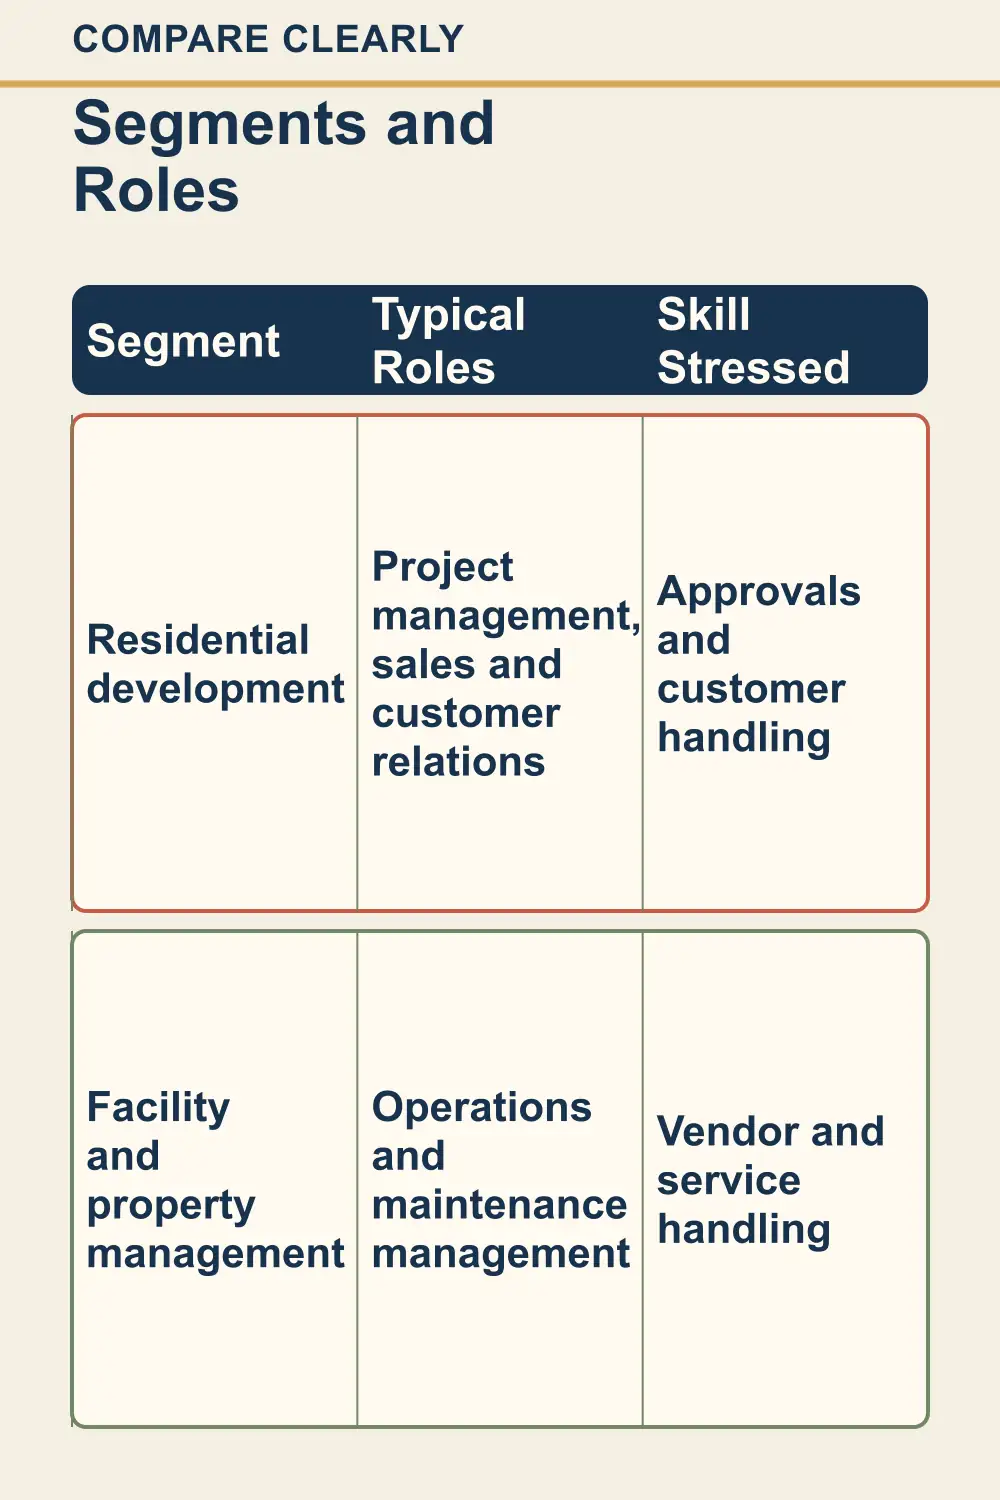 COMPARE CLEARLY
Segments and
Roles
Segment
Typical
Roles
Skill
Stressed
Residential
development
Project
management,
sales and
customer
relations
Approvals
and
customer
handling
Facility
and
property
management
Operations
and
maintenance
management
Vendor and
service
handling